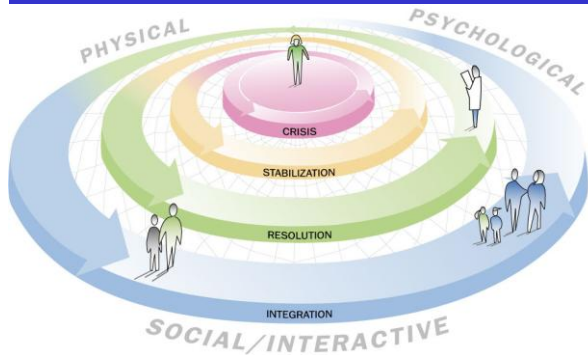 PHYSICAL
PSYCHOLOGICAL
CRISIS
STABILIZATION
RESOLUTION
INTEGRATION
SOCIAL/INTERACTIVE